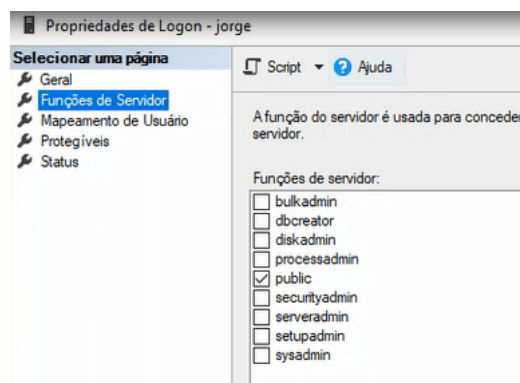 Propriedades de Logon - jorge
Selecionar uma página
Geral
Funções de Servidor
Mapeamento de Usuário
Protegíveis
Status
Script
Ajuda
A função do servidor é usada para conceder
servidor.
Funções de servidor:
bulkadmin
dbcreator
diskadmin
processadmin
public
securityadmin
serveradmin
setupadmin
sysadmin